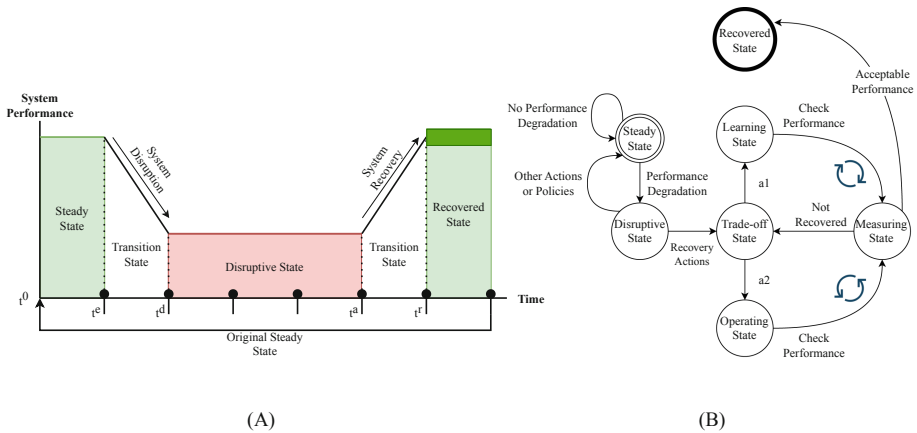 System
Performance
System
Disruption
System
Recovery
Steady
State
Transition
State
Disruptive State
Transition
State
Recovered
State
t0
te
td
ta
tr
Time
Original Steady
State
(A)
Recovered
State
Acceptable
Performance
No Performance
Degradation
Steady
State
Learning
State
Check
Performance
Other Actions
or Policies
Performance
Degradation
a1
Disruptive
State
Recovery
Actions
Trade-off
State
Not
Recovered
Measuring
State
a2
Operating
State
Check
Performance
(B)